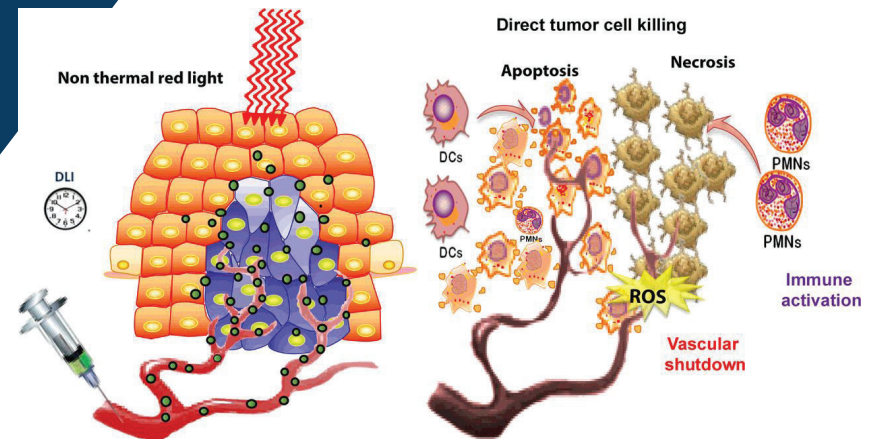 Non thermal red light
DLI
Direct tumor cell killing
Apoptosis
Necrosis
DCs
DCs
PMNs
PMNs
PMNs
ROS
Immune
activation
Vascular
shutdown